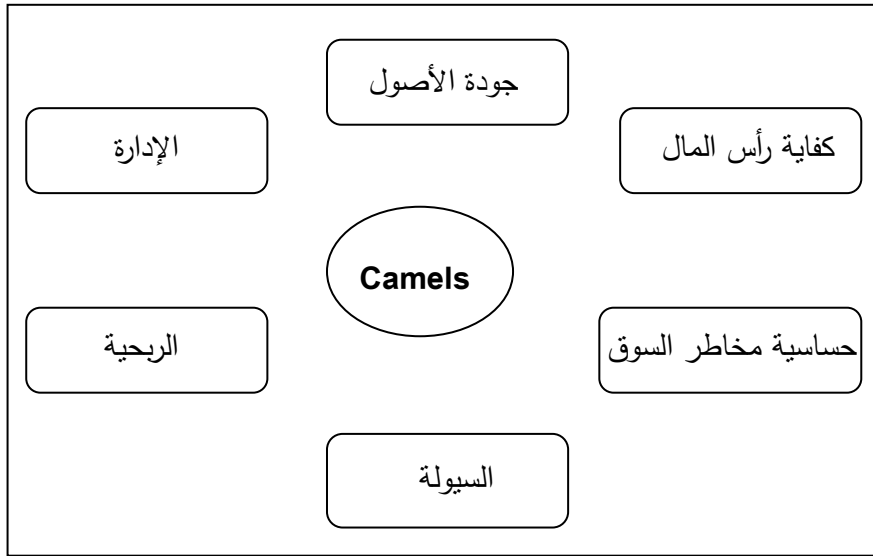 جودة الأصول
كفاية رأس المال
الإدارة
Camels
حساسية مخاطر السوق
الربحية
السيولة